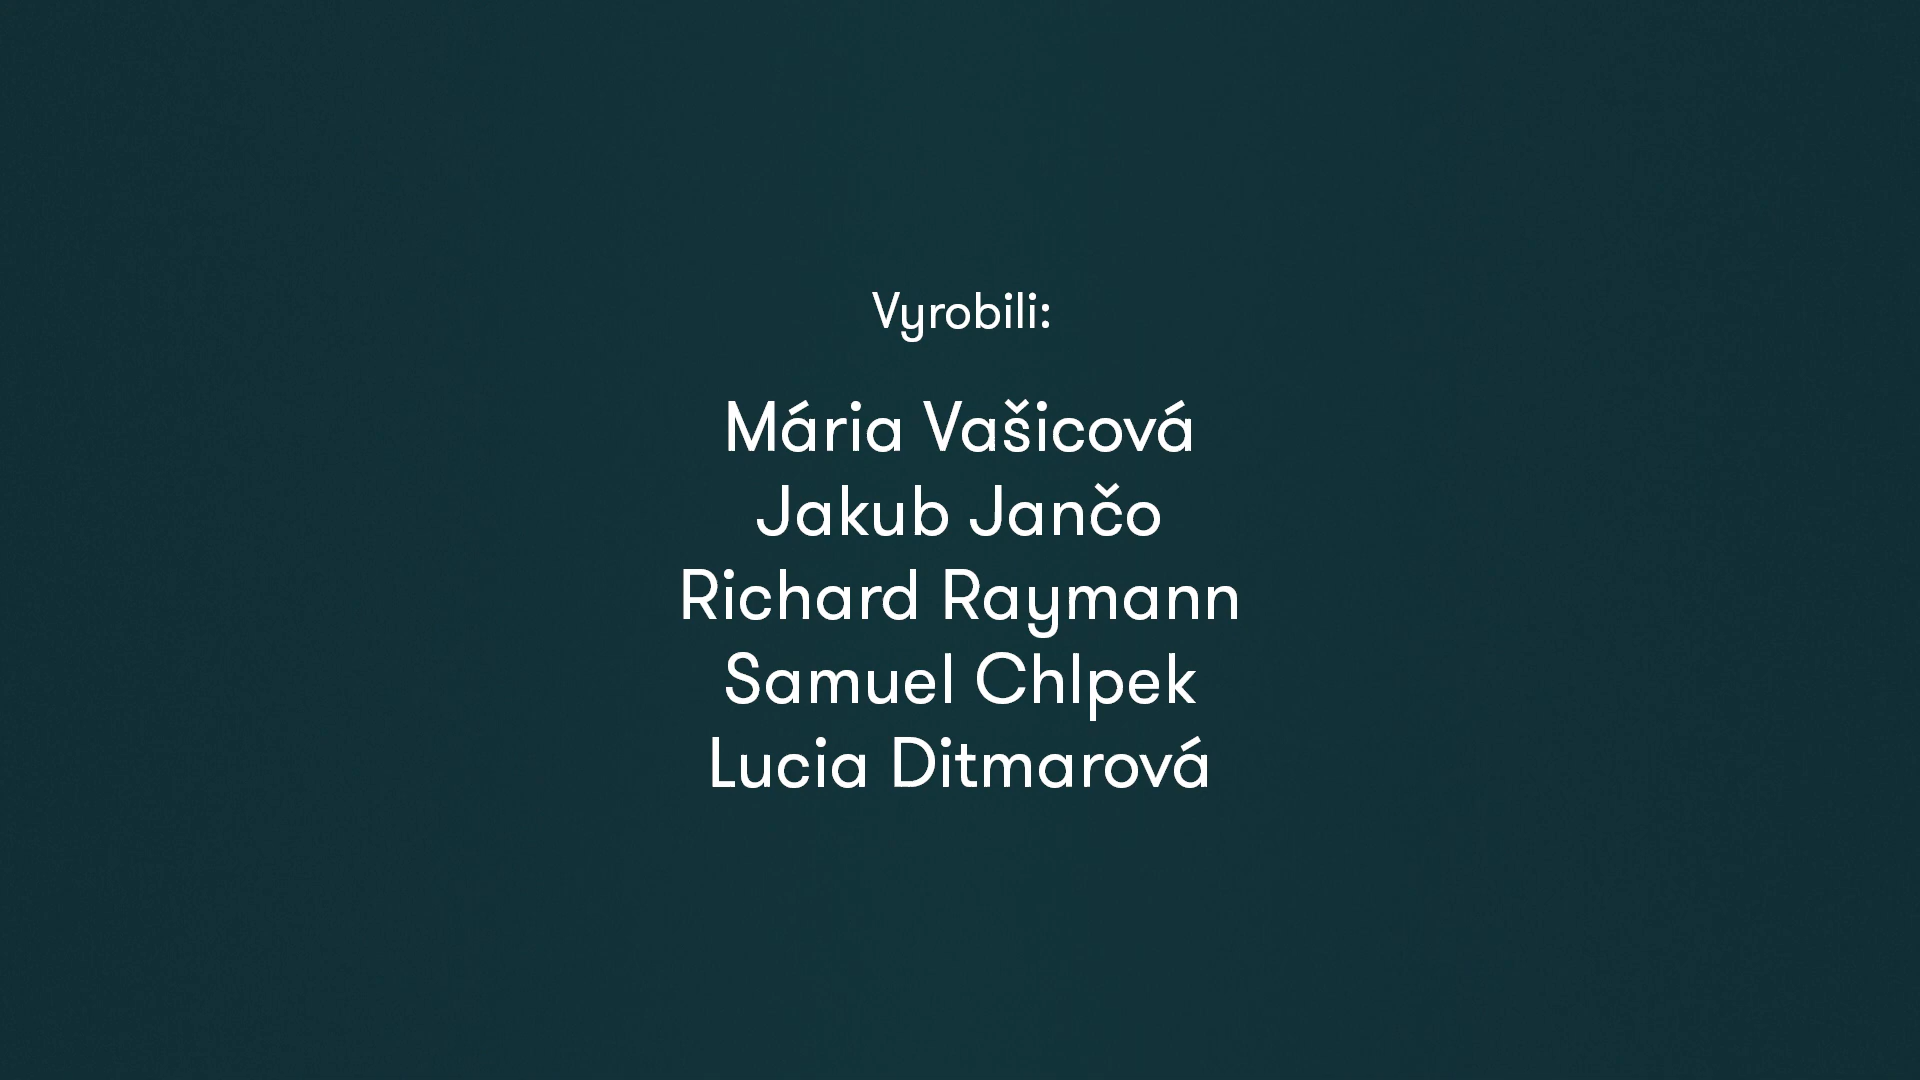 Vyrobili:
Mária Vašicová
Jakub Jančo
Richard Raymann
Samuel Chlpek
Lucia Ditmarová